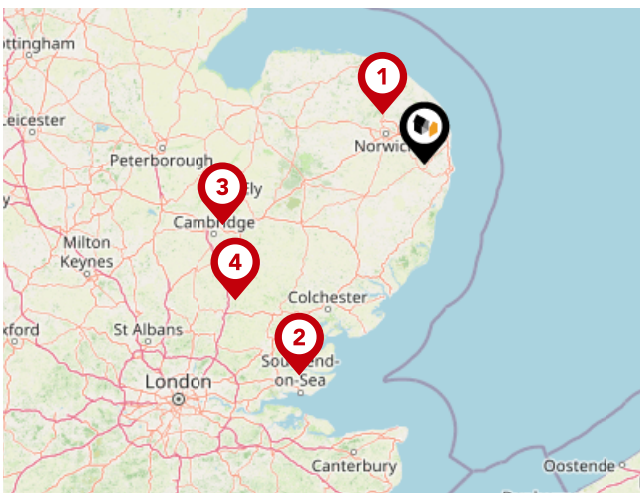 ottingham
1
eicester
Norwic
Peterborough
3
Ely
y
Cambridge
Milton
Keynes
4
Colchester
xford
St Albans
2
Southend-
on-Sea
London
Canterbury
Oostende